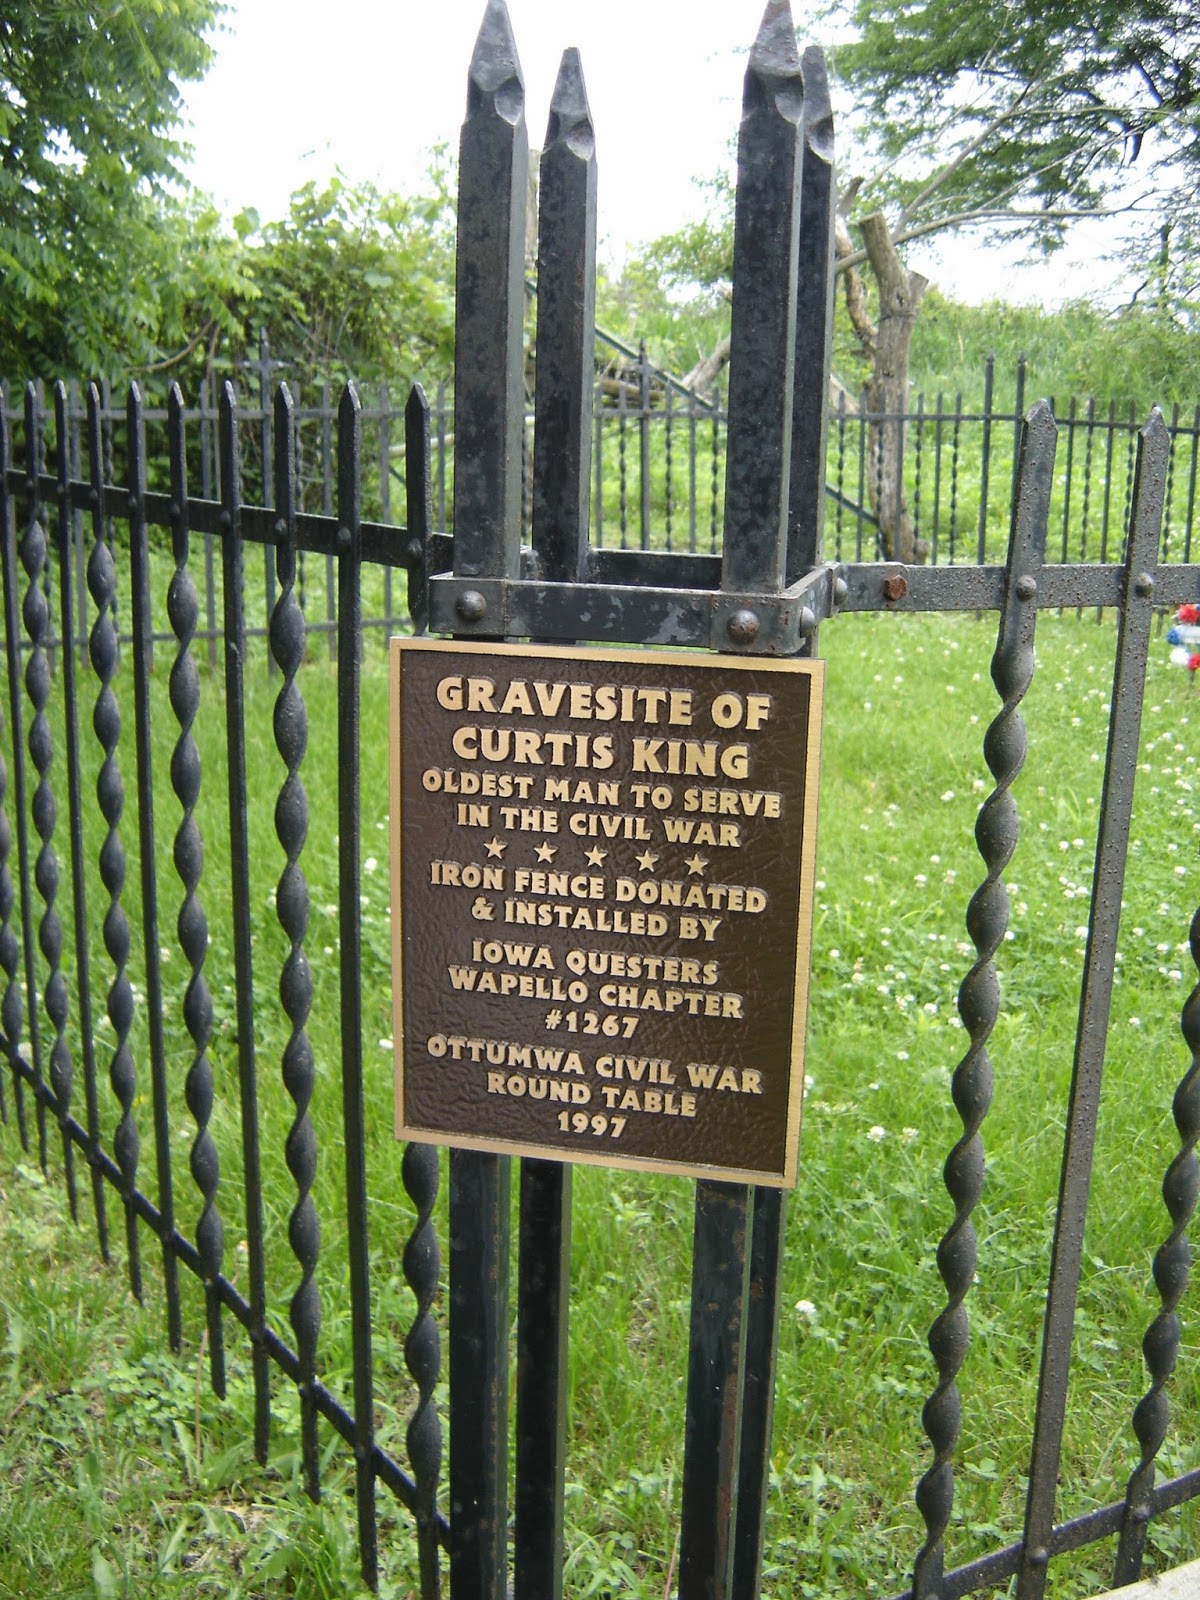 GRAVESITE OF
CURTIS KING
OLDEST MAN TO SERVE
IN THE CIVIL WAR
IRON FENCE DONATED
& INSTALLED BY
IOWA QUESTERS
WAPELLO CHAPTER
#1267
OTTUMWA CIVIL WAR
ROUND TABLE
1997